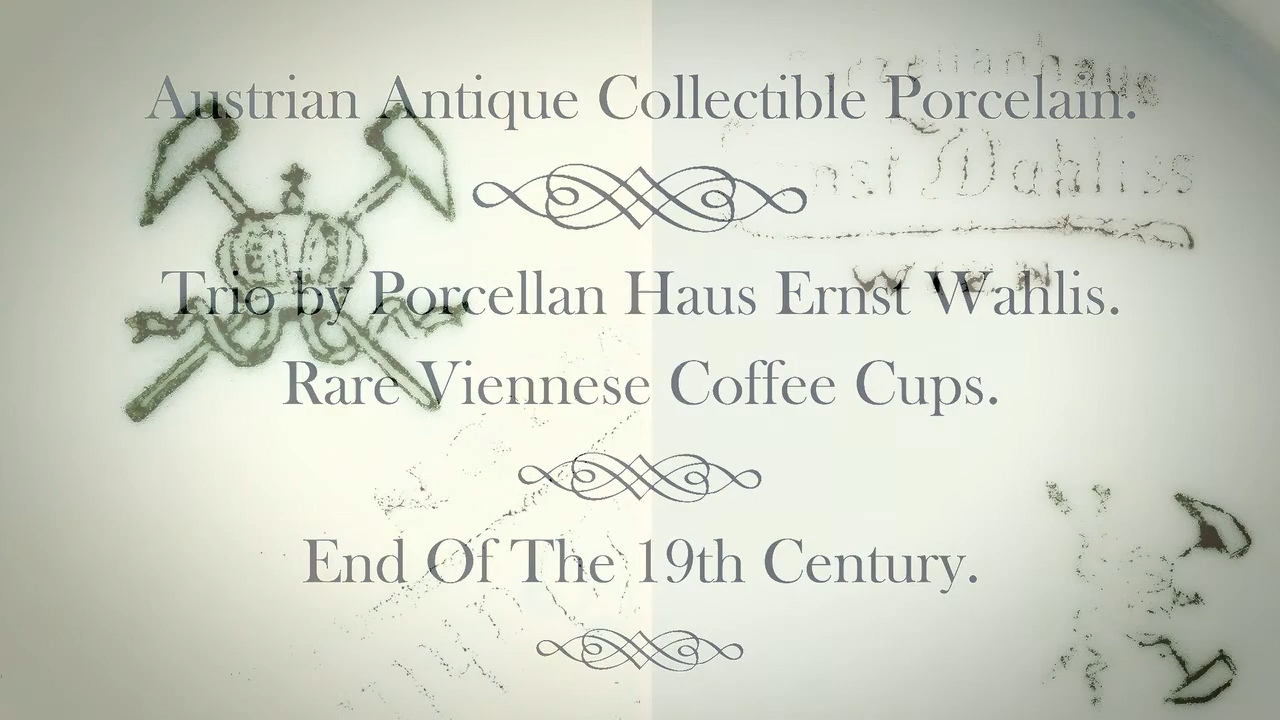 Austrian Antique Collectible Porcelain.
Trio by Porcellan Haus Ernst Wahlis.
Rare Viennese Coffee Cups.
End Of The 19th Century.
Wahliss